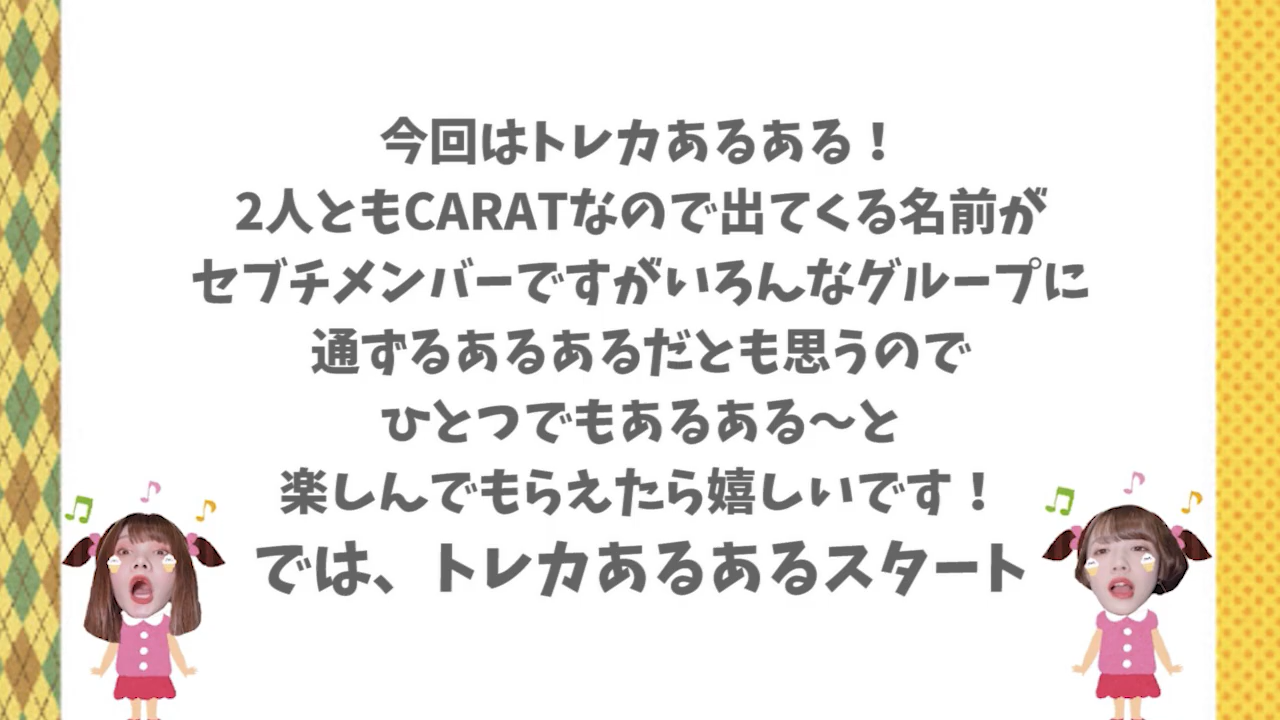 今回はトレカあるある！
2人ともCARATなので出てくる名前が
セブチメンバーですがいろんなグループに
通ずるあるあるだとも思うので
ひとつでもあるある〜と
楽しんでもらえたら嬉しいです！
では、トレカあるあるスタート